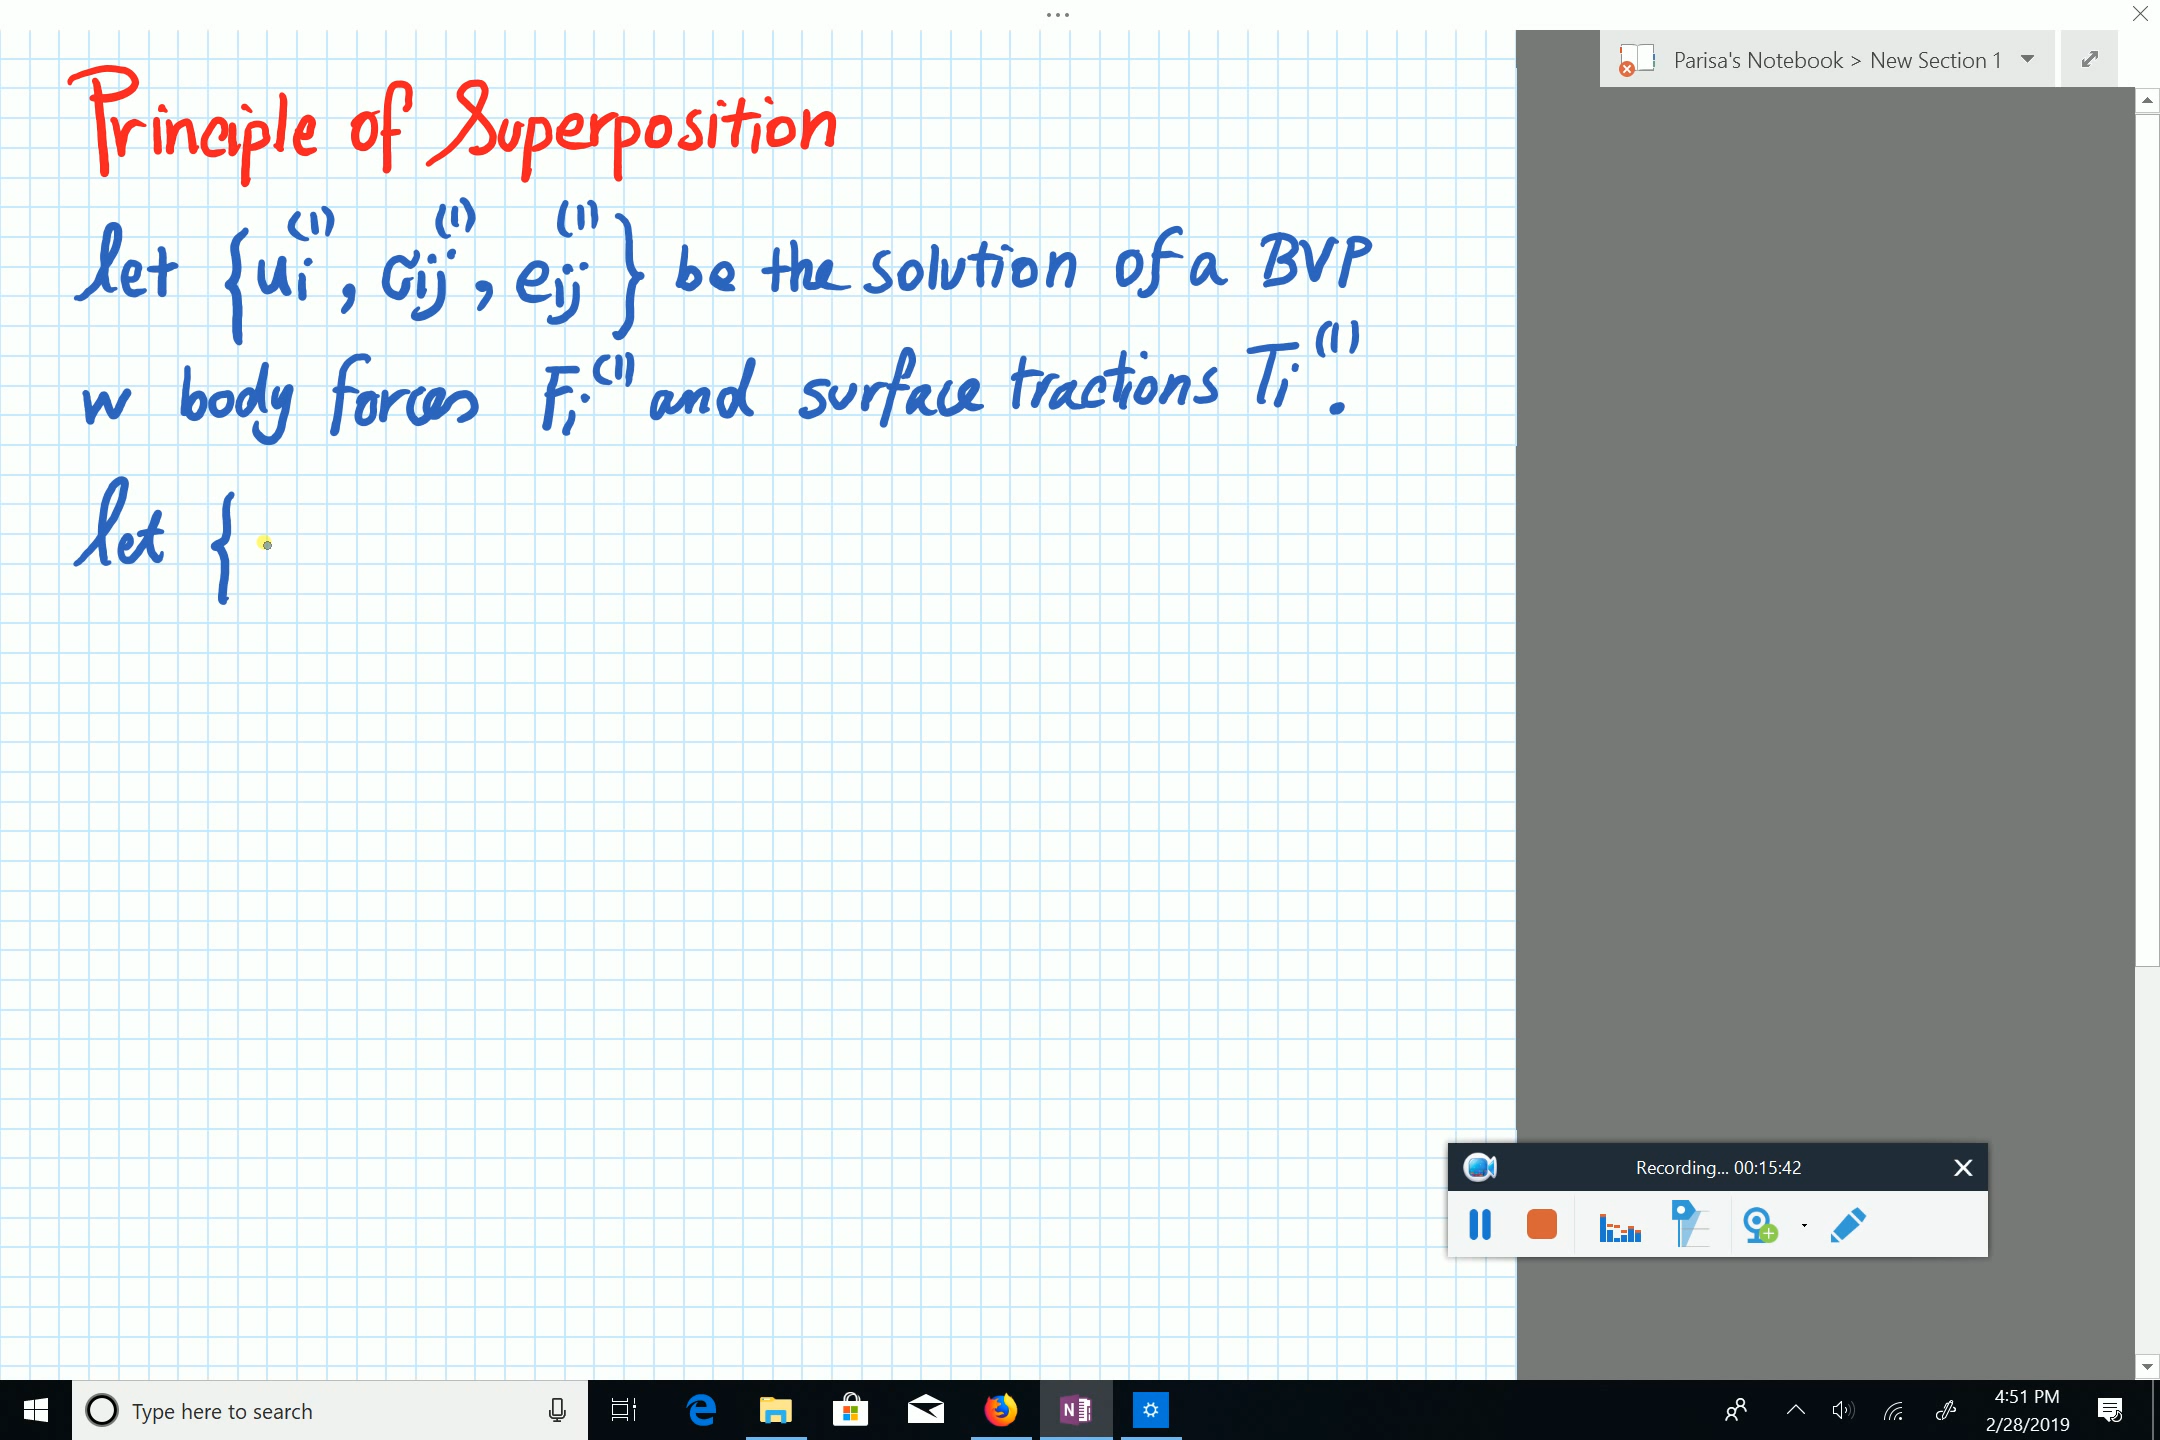 Parisa's Notebook > New Section 1
Principle of Superposition
let { uᵢ⁽¹⁾, σᵢⱼ⁽¹⁾, eᵢⱼ⁽¹⁾ } be the solution of a BVP
w body forces Fᵢ⁽¹⁾ and surface tractions Tᵢ⁽¹⁾.
let {
Recording... 00:15:42
Type here to search
4:51 PM
2/28/2019